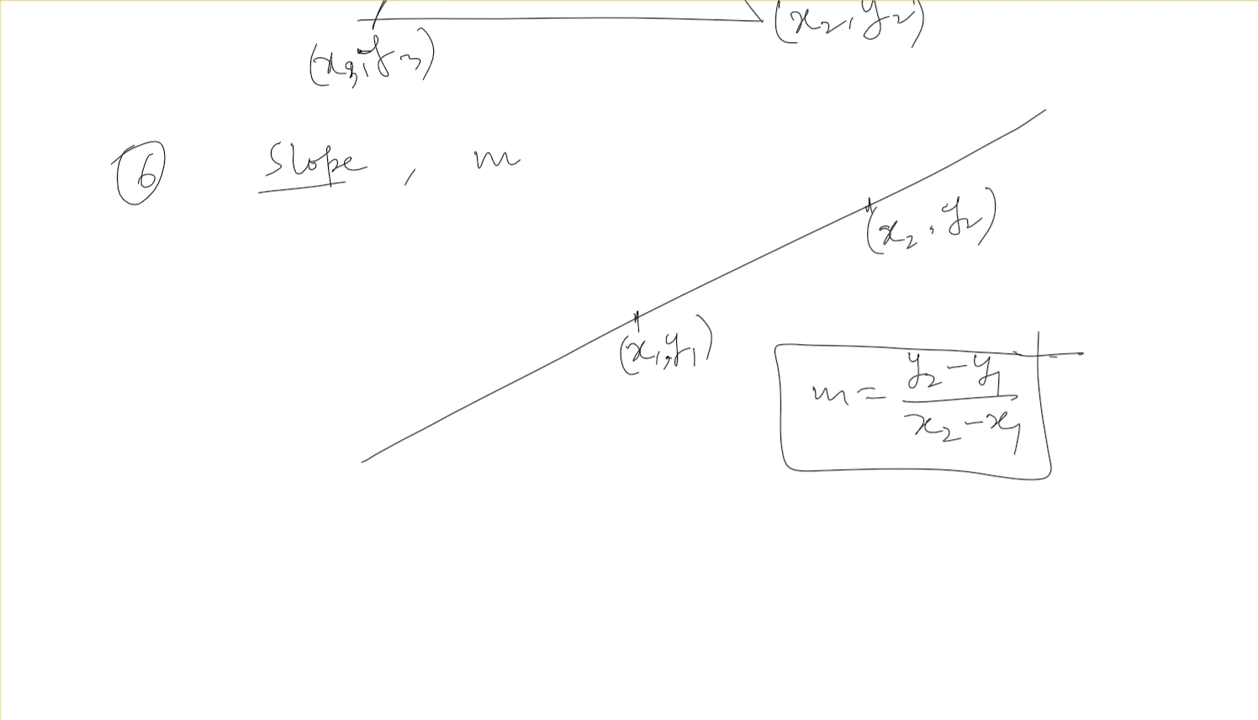 (x₂, y₂)
(x₃, y₃)
⑥ Slope, m
(x₂, y₂)
(x₁, y₁)
m = (y₂ − y₁)/(x₂ − x₁)